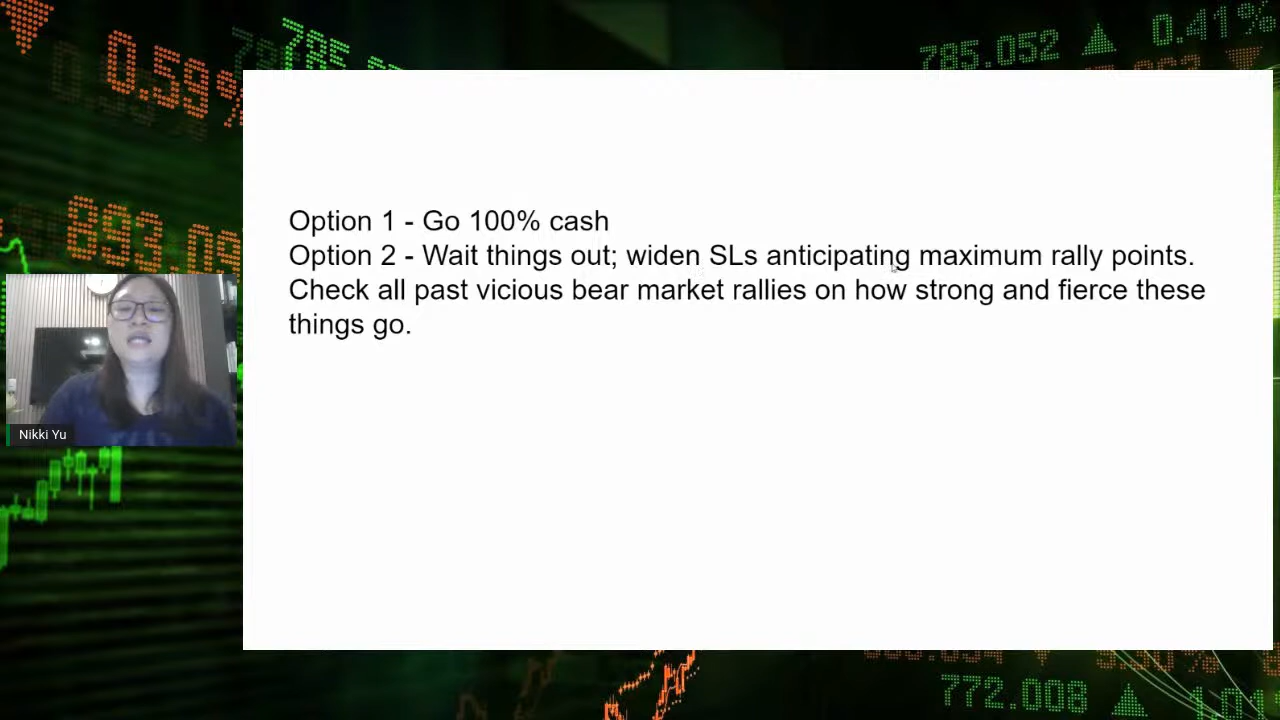 0.59%
785
785.052 ▲ 0.41%
893.09
Option 1 - Go 100% cash
Option 2 - Wait things out; widen SLs anticipating maximum rally points.
Check all past vicious bear market rallies on how strong and fierce these
things go.
Nikki Yu
772.008 ▲